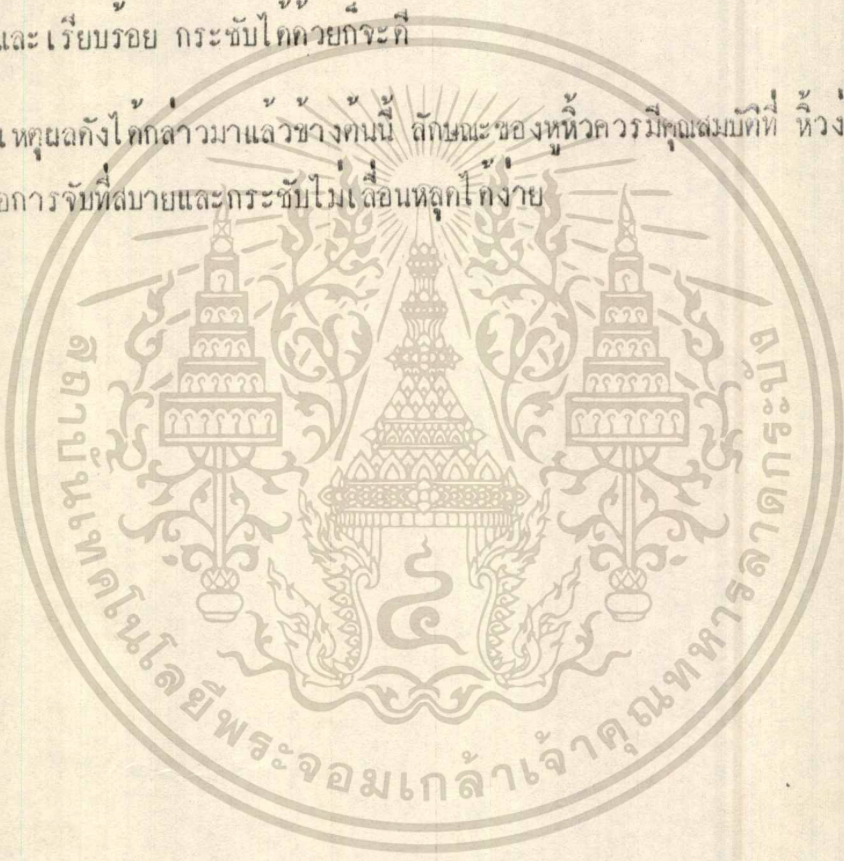 และเรียบร้อย กระชับได้ด้วยก็จะดี
เหตุผลดังได้กล่าวมาแล้วข้างต้นนี้ ลักษณะของหูหิ้วควรมีคุณสมบัติที่ หิ้วง่
อการจับที่สบายและกระชับไม่เลื่อนหลุดได้ง่าย
สถาบันเทคโนโลยีพระจอมเกล้าเจ้าคุณทหารลาดกระบัง
๔